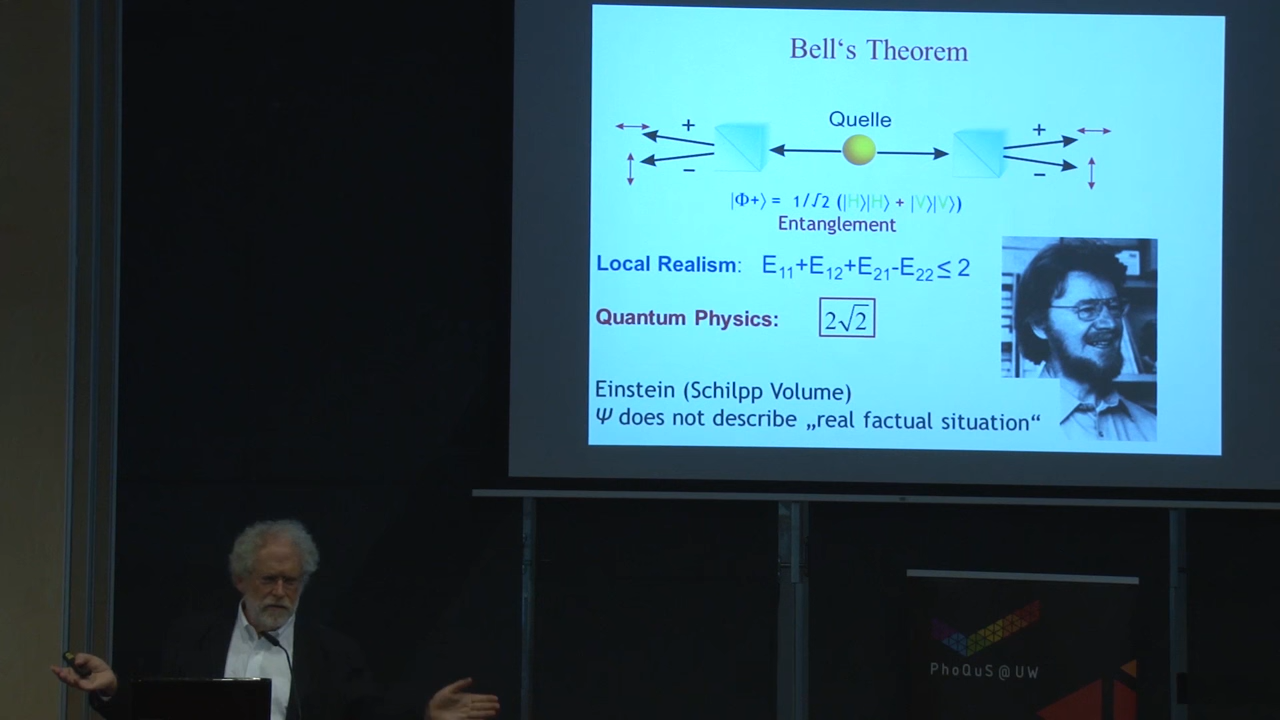 Bell‘s Theorem
Quelle
+ +
− −
|Φ+⟩ = 1/√2 (|H⟩|H⟩ + |V⟩|V⟩)
Entanglement
Local Realism: E₁₁+E₁₂+E₂₁-E₂₂ ≤ 2
Quantum Physics: 2√2
Einstein (Schilpp Volume)
Ψ does not describe „real factual situation“
PhoQuS@UW